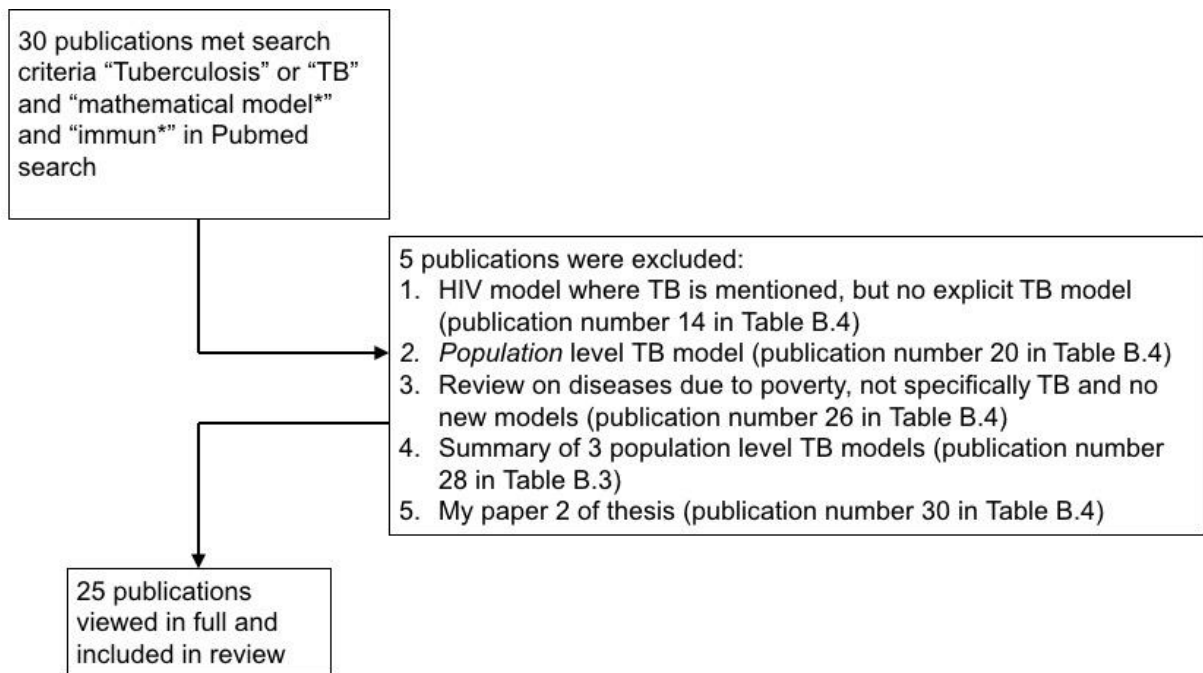 30 publications met search
criteria “Tuberculosis” or “TB”
and “mathematical model*”
and “immun*” in Pubmed
search
5 publications were excluded:
1. HIV model where TB is mentioned, but no explicit TB model
(publication number 14 in Table B.4)
2. Population level TB model (publication number 20 in Table B.4)
3. Review on diseases due to poverty, not specifically TB and no
new models (publication number 26 in Table B.4)
4. Summary of 3 population level TB models (publication number
28 in Table B.3)
5. My paper 2 of thesis (publication number 30 in Table B.4)
25 publications
viewed in full and
included in review